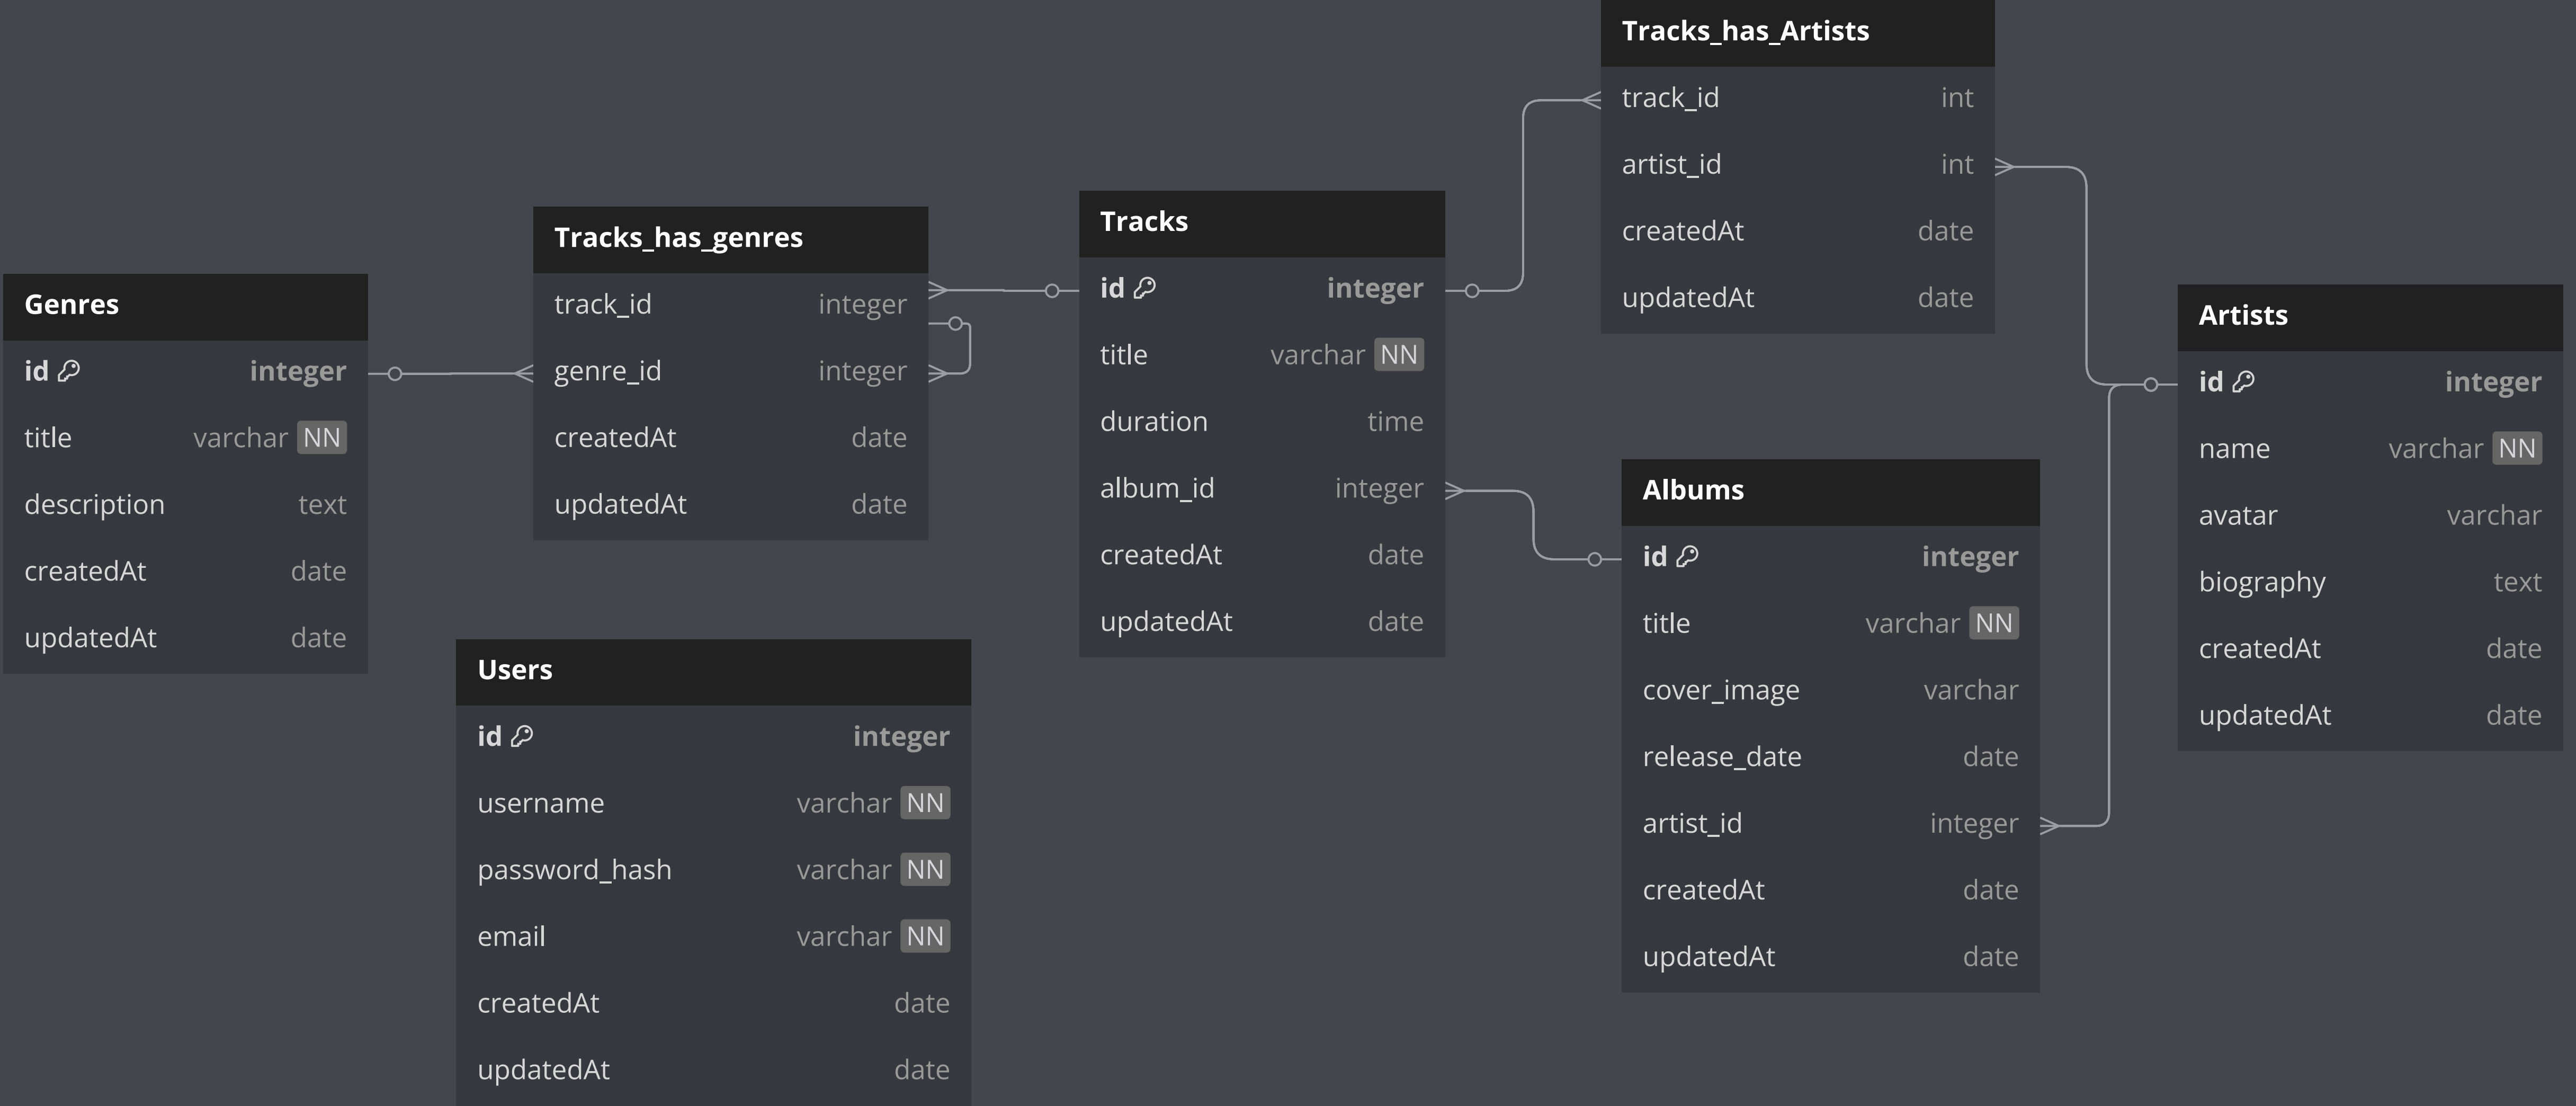 Genres
id integer
title varchar NN
description text
createdAt date
updatedAt date
Tracks_has_genres
track_id integer
genre_id integer
createdAt date
updatedAt date
Users
id integer
username varchar NN
password_hash varchar NN
email varchar NN
createdAt date
updatedAt date
Tracks
id integer
title varchar NN
duration time
album_id integer
createdAt date
updatedAt date
Tracks_has_Artists
track_id int
artist_id int
createdAt date
updatedAt date
Albums
id integer
title varchar NN
cover_image varchar
release_date date
artist_id integer
createdAt date
updatedAt date
Artists
id integer
name varchar NN
avatar varchar
biography text
createdAt date
updatedAt date